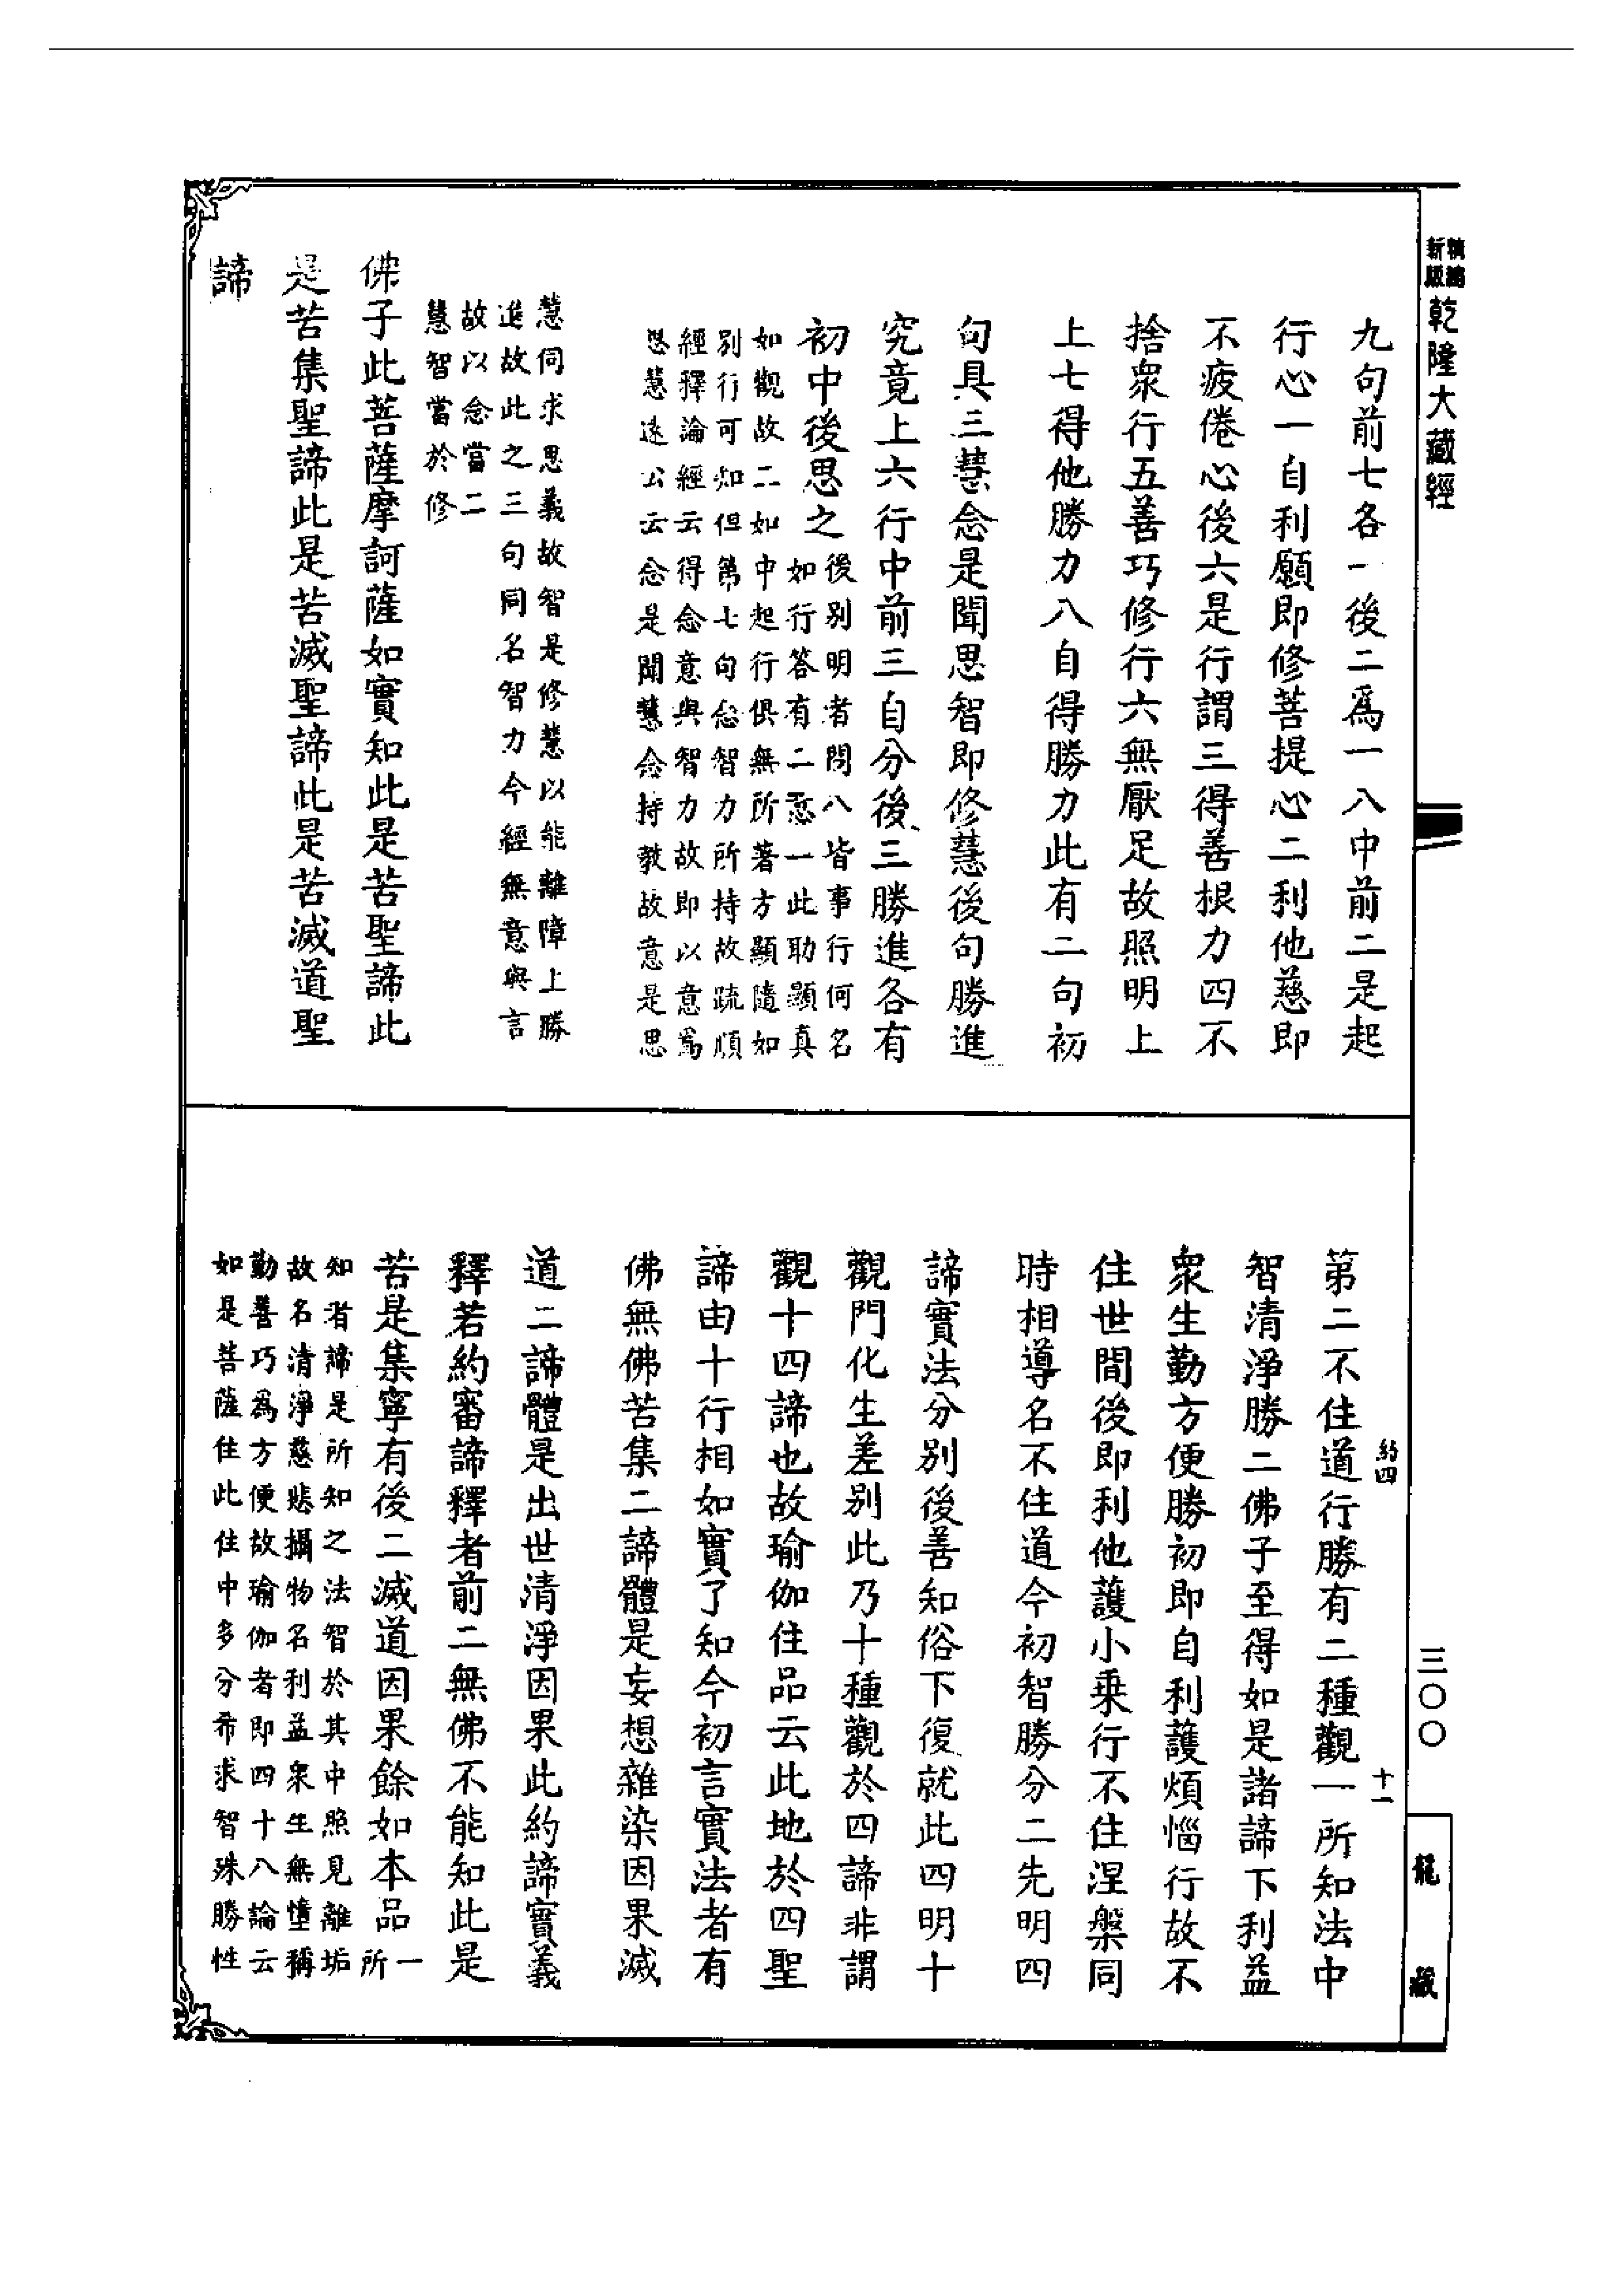 新編
新版
乾隆大藏經
九句前七各一後二爲一八中前二是起
行心一自利願即修菩提心二利他慈即
不疲倦心後六是行謂三得善根力四不
捨衆行五善巧修行六無厭足故照明上
上七得他勝力八自得勝力此有二句初
句具三慧念是聞思智即修慧後句勝進
究竟上六行中前三自分後三勝進各有
初中後思之
後別明者問八皆事行何名
如行答有二意一此助顯真
如觀故二如中起行俱無所著方顯隨如
別行可知但第七句念智力所持故疏順
經釋論經云得念意與智力故即以意爲
思慧遠公云念是聞慧念持教故意是思
慧伺求思義故智是修慧以能離障上勝
進故此之三句同名智力今經無意與言
故以念當二
慧智當於修
佛子此菩薩摩訶薩如實知此是苦聖諦此
是苦集聖諦此是苦滅聖諦此是苦滅道聖
諦
第二不住道行勝有二種觀一所知法中
智清淨勝二佛子至得如是諸諦下利益
衆生勤方便勝初即自利護煩惱行故不
住世間後即利他護小乘行不住涅槃同
時相導名不住道今初智勝分二先明四
諦實法分別後善知俗下復就此四明十
觀門化生差別此乃十種觀於四諦非謂
觀十四諦也故瑜伽住品云此地於四聖
諦由十行相如實了知今初言實法者有
佛無佛苦集二諦體是妄想雜染因果滅
道二諦體是出世清淨因果此約諦實義
釋若約審諦釋者前二無佛不能知此是
苦是集寧有後二滅道因果餘如本品
一
所
知者諦是所知之法智於其中照見離垢
故名清淨慈悲攝物名利益衆生無憧稱
勤善巧爲方便故瑜伽者即四十八論云
如是菩薩住此住中多分希求智殊勝性
約四
十一
三〇〇
龍藏